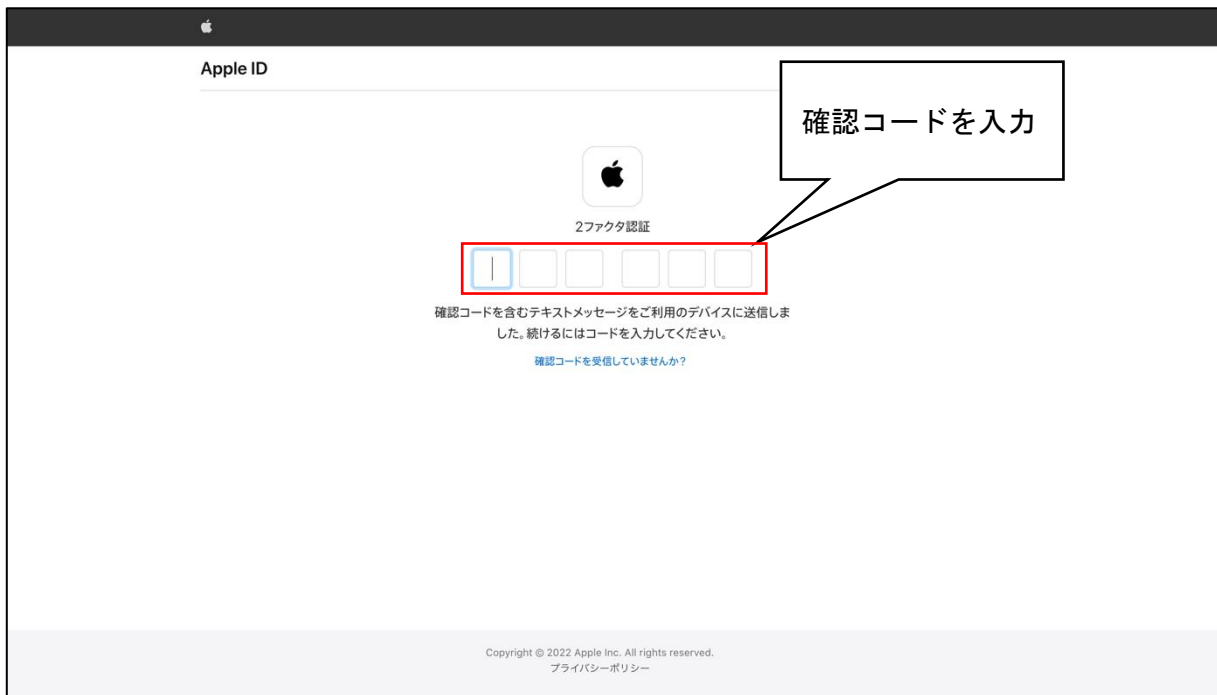 Apple ID
確認コードを入力
2ファクタ認証
確認コードを含むテキストメッセージをご利用のデバイスに送信しま
した。続けるにはコードを入力してください。
確認コードを受信していませんか？
Copyright © 2022 Apple Inc. All rights reserved.
プライバシーポリシー